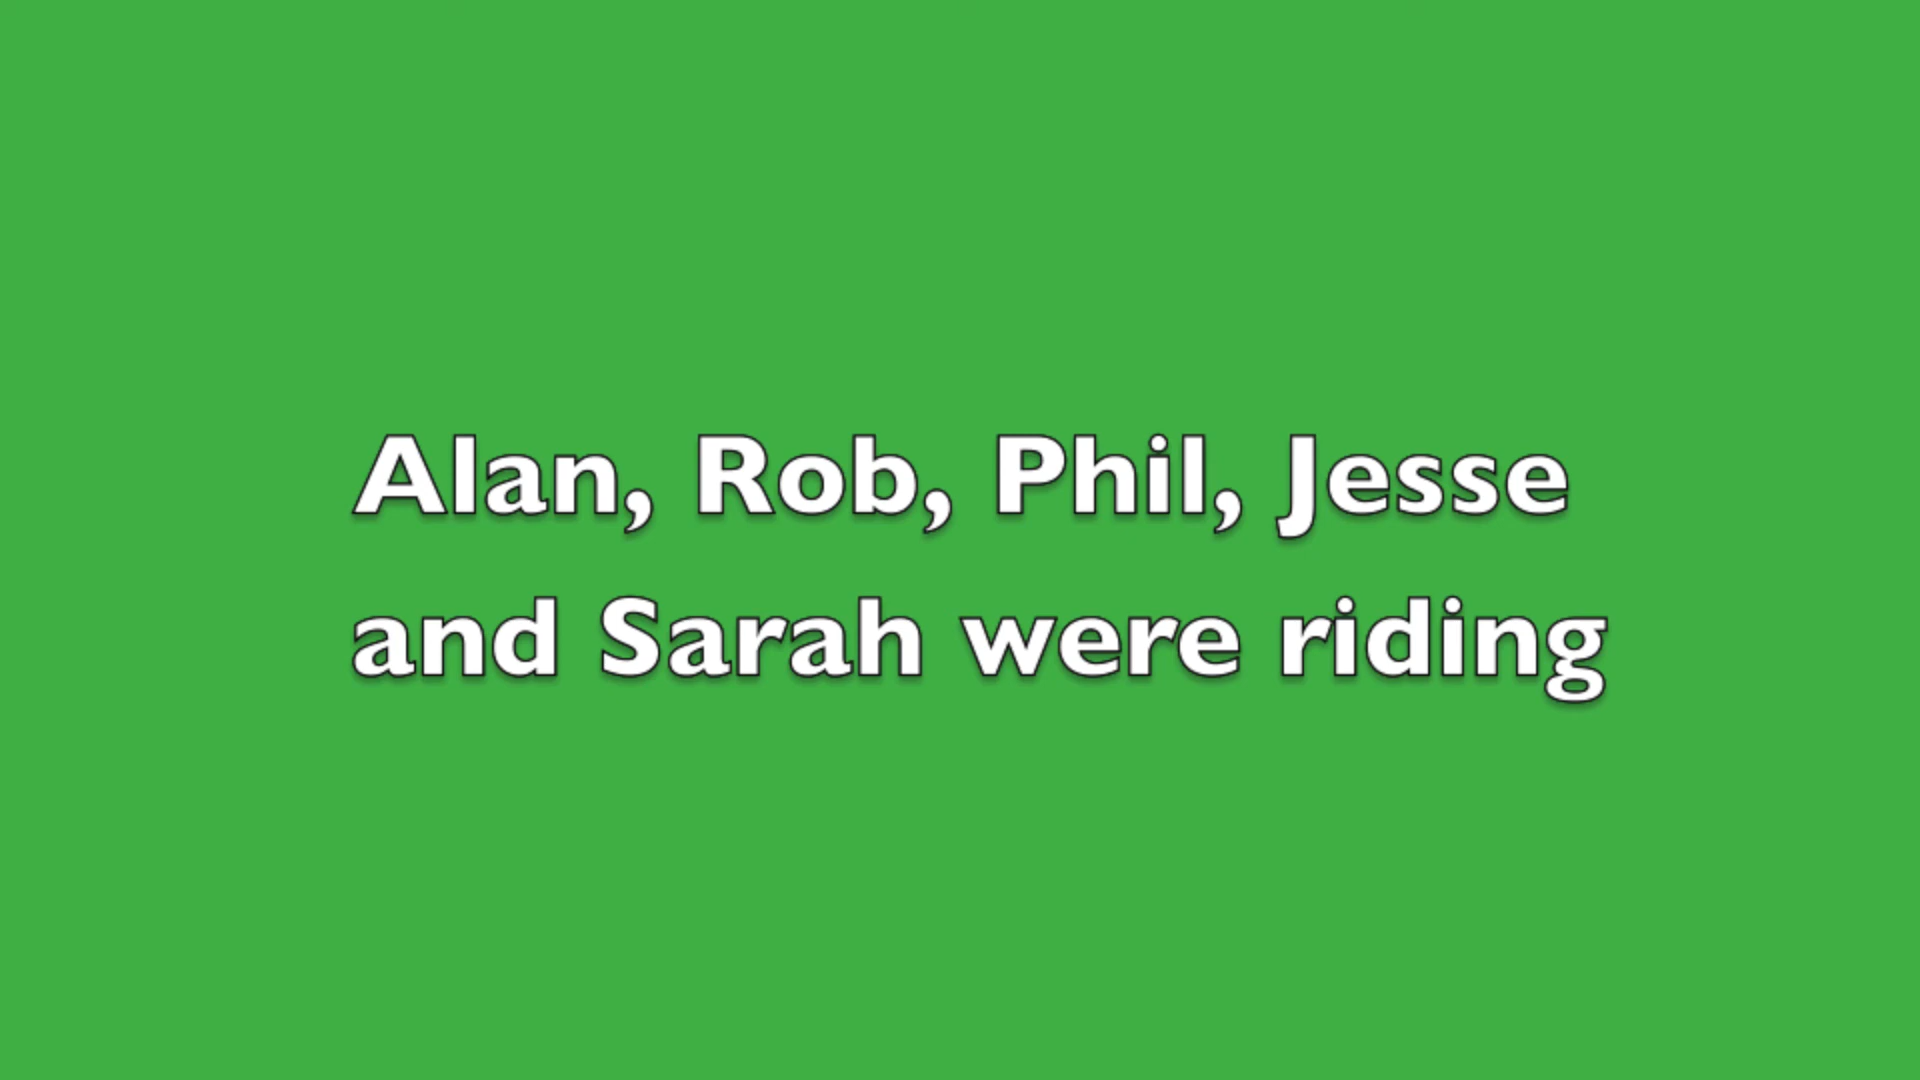 Alan, Rob, Phil, Jesse
and Sarah were riding